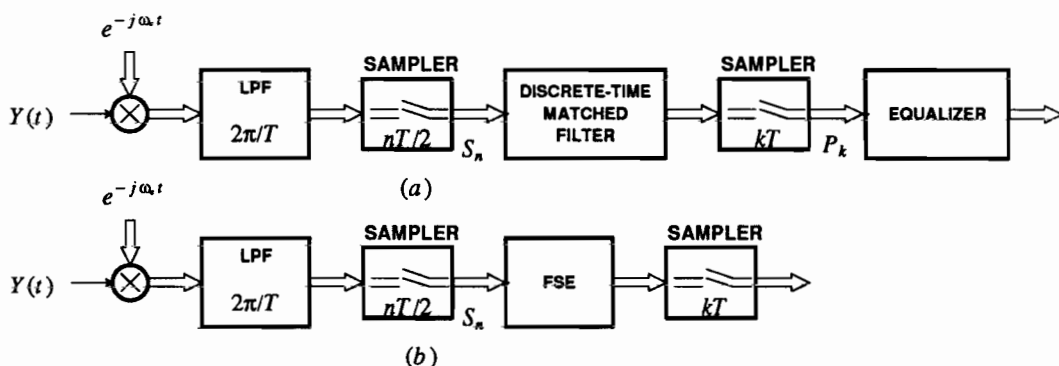 e^{-jω_c t}
SAMPLER SAMPLER
LPF
DISCRETE-TIME
MATCHED
FILTER
EQUALIZER
Y(t)
2π/T
nT/2
kT
S_n
P_k
(a)
e^{-jω_c t}
SAMPLER SAMPLER
LPF
FSE
Y(t)
2π/T
nT/2
kT
S_n
(b)